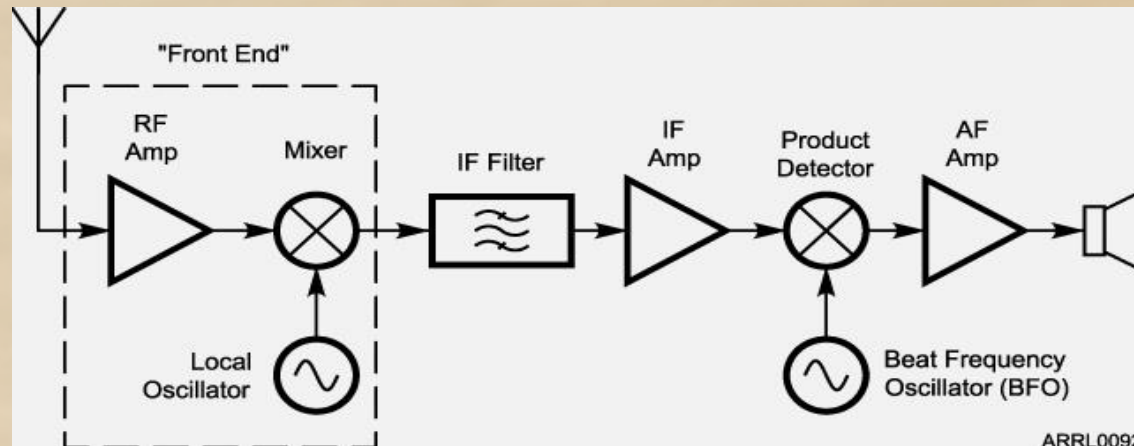 "Front End"
RF
Amp
Mixer
IF Filter
IF
Amp
Product
Detector
AF
Amp
Local
Oscillator
Beat Frequency
Oscillator (BFO)